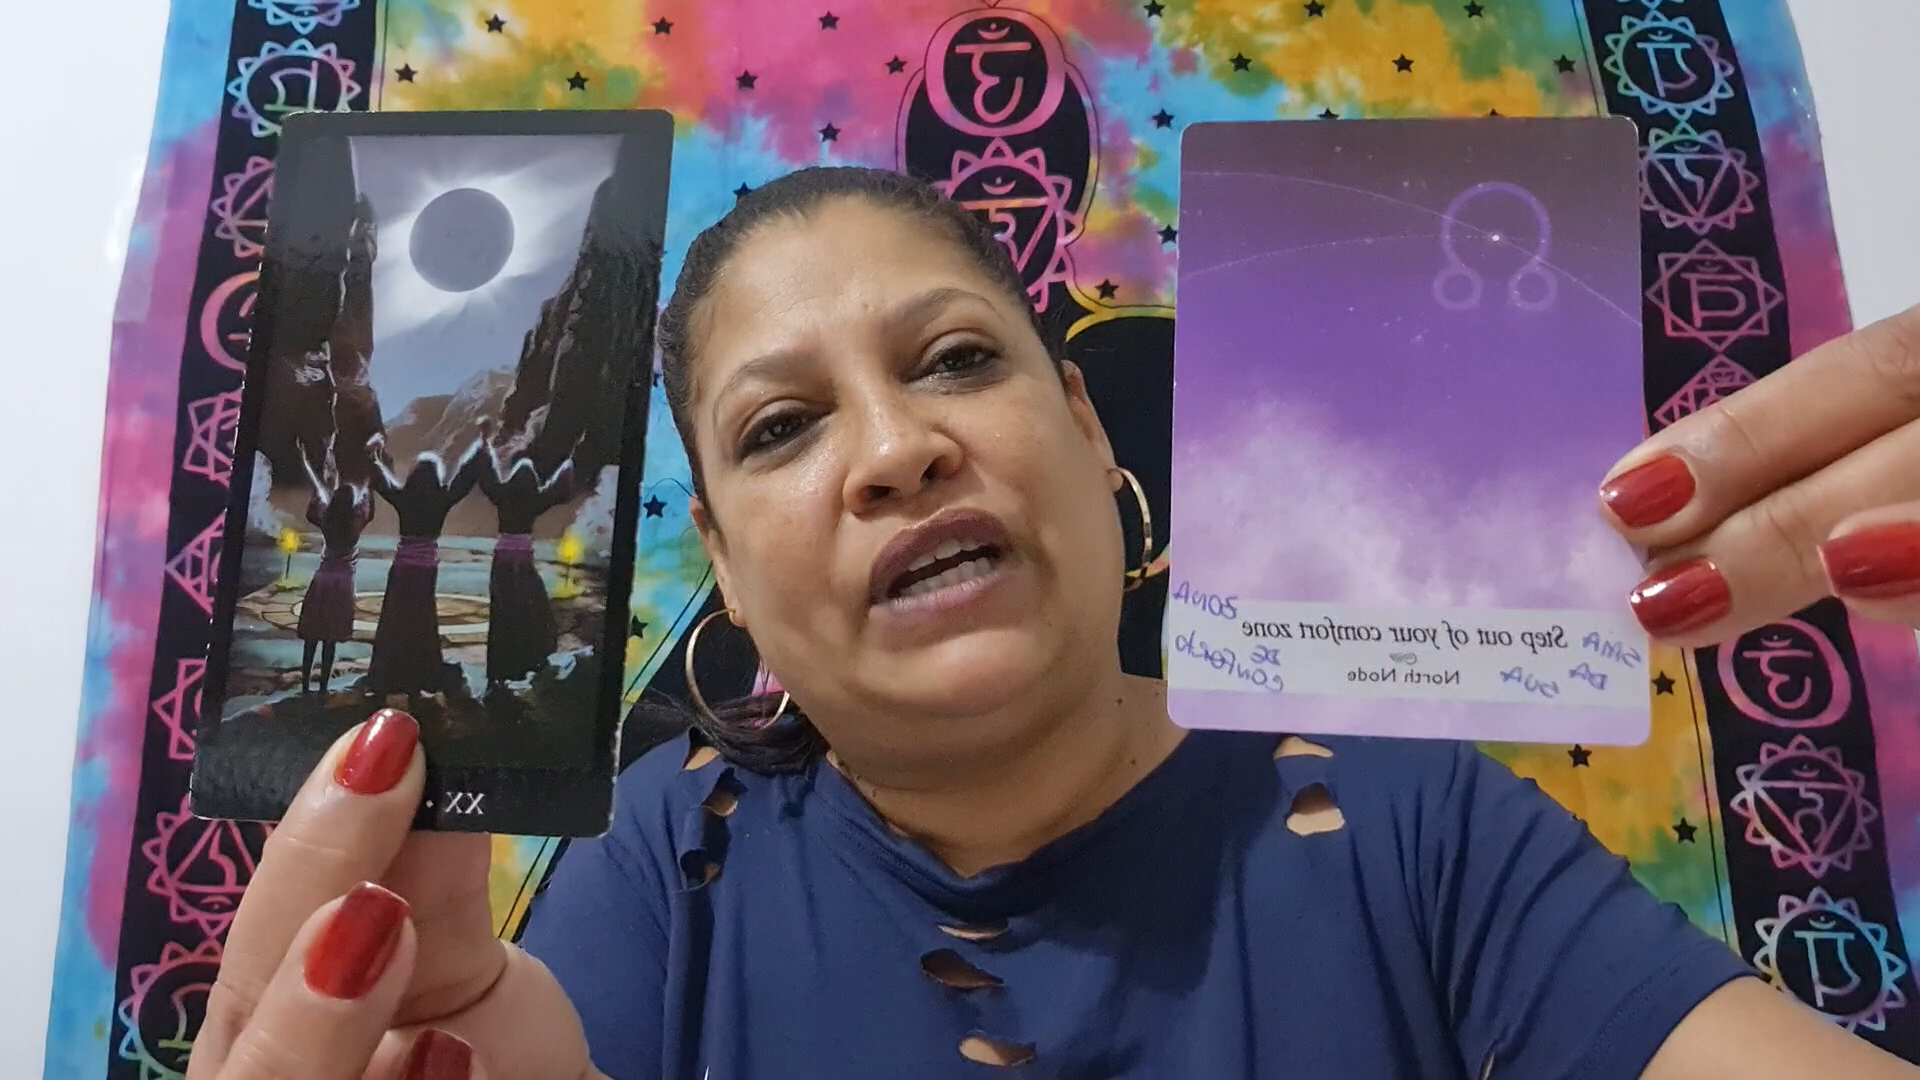 • XX
Step out of your comfort zone
North Node
SAIA
DA SUA
ZONA
DE
CONFORTO